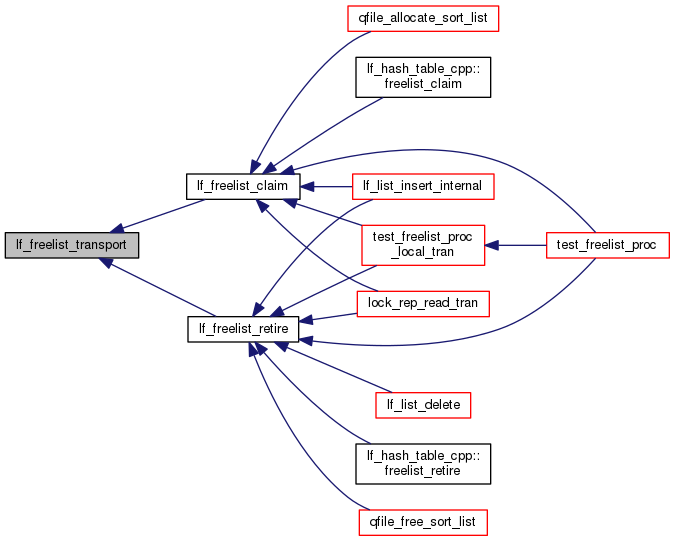 qfile_allocate_sort_list
lf_hash_table_cpp::
freelist_claim
lf_freelist_claim
lf_list_insert_internal
lf_freelist_transport
test_freelist_proc
_local_tran
test_freelist_proc
lock_rep_read_tran
lf_freelist_retire
lf_list_delete
lf_hash_table_cpp::
freelist_retire
qfile_free_sort_list